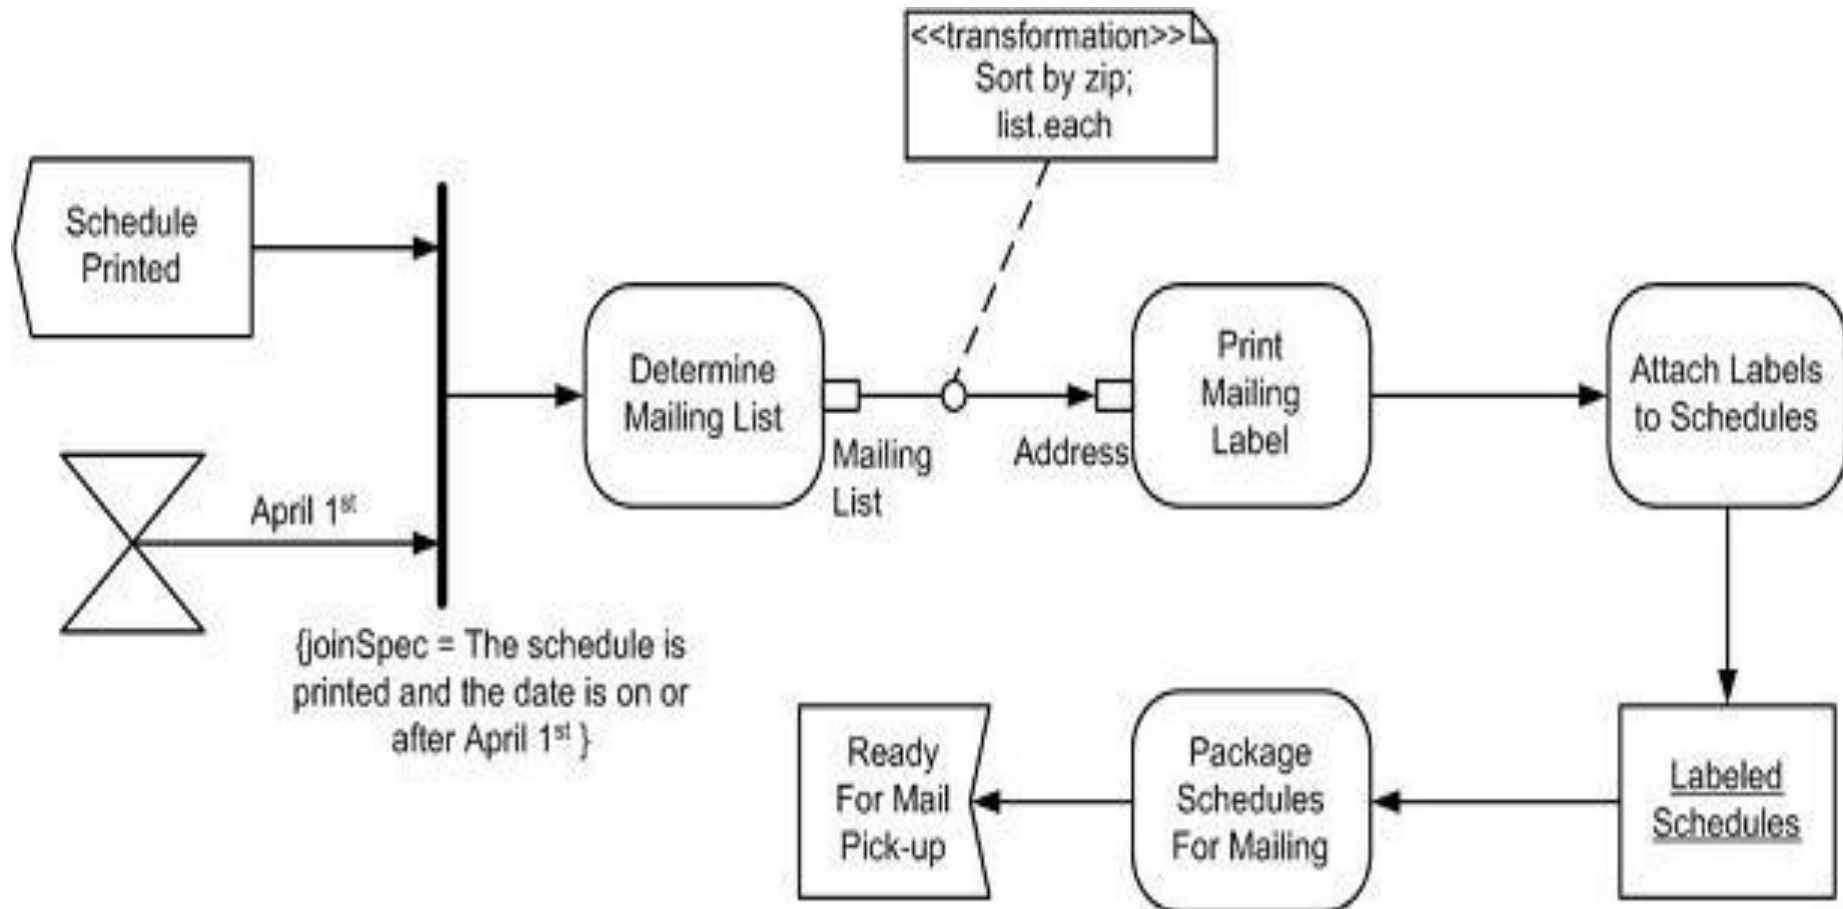 <<transformation>>
Sort by zip;
list.each
Schedule
Printed
April 1st
{joinSpec = The schedule is
printed and the date is on or
after April 1st }
Determine
Mailing List
Mailing
List
Address
Print
Mailing
Label
Attach Labels
to Schedules
Labeled
Schedules
Package
Schedules
For Mailing
Ready
For Mail
Pick-up